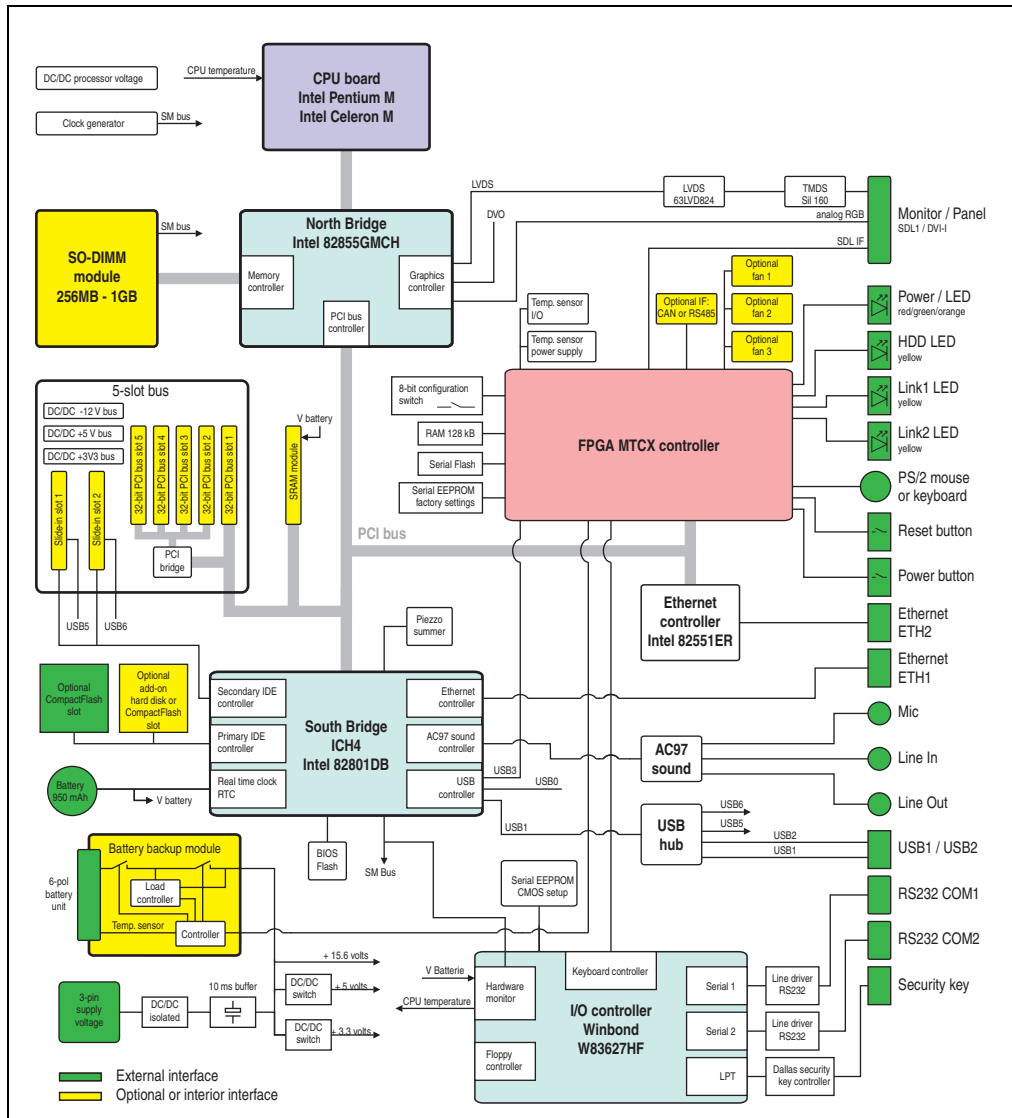 DC/DC processor voltage
CPU temperature
Clock generator
SM bus
CPU board
Intel Pentium M
Intel Celeron M
SO-DIMM
module
256MB - 1GB
SM bus
North Bridge
Intel 82855GMCH
Memory
controller
Graphics
controller
PCI bus
controller
LVDS
DVO
LVDS
63LVD824
TMDS
Sil 160
analog RGB
SDL IF
Monitor / Panel
SDL1 / DVI-I
Optional
fan 1
Optional
fan 2
Optional
fan 3
Optional IF:
CAN or RS485
Temp. sensor
I/O
Temp. sensor
power supply
Power / LED
red/green/orange
HDD LED
yellow
Link1 LED
yellow
Link2 LED
yellow
PS/2 mouse
or keyboard
Reset button
Power button
8-bit configuration
switch
RAM 128 kB
Serial Flash
Serial EEPROM
factory settings
FPGA MTCX controller
5-slot bus
DC/DC -12 V bus
DC/DC +5 V bus
DC/DC +3V3 bus
Slide-in slot 1
Slide-in slot 2
32-bit PCI bus slot 5
32-bit PCI bus slot 4
32-bit PCI bus slot 3
32-bit PCI bus slot 2
32-bit PCI bus slot 1
PCI
bridge
USB5
USB6
V battery
SRAM module
PCI bus
Ethernet
controller
Intel 82551ER
Ethernet
ETH2
Ethernet
ETH1
Piezzo
summer
Optional
CompactFlash
slot
Optional
add-on
hard disk or
CompactFlash
slot
Secondary IDE
controller
Primary IDE
controller
Real time clock
RTC
South Bridge
ICH4
Intel 82801DB
Ethernet
controller
AC97 sound
controller
USB
controller
USB3
USB0
USB1
AC97
sound
Mic
Line In
Line Out
USB
hub
USB6
USB5
USB2
USB1
USB1 / USB2
Battery
950 mAh
V battery
BIOS
Flash
SM Bus
Battery backup module
6-pol
battery
unit
Load
controller
Temp. sensor
Controller
Serial EEPROM
CMOS setup
+ 15.6 volts
DC/DC
switch
+ 5 volts
DC/DC
switch
+ 3.3 volts
3-pin
supply
voltage
DC/DC
isolated
10 ms buffer
V Batterie
CPU temperature
Hardware
monitor
Keyboard controller
I/O controller
Winbond
W83627HF
Floppy
controller
Serial 1
Serial 2
LPT
Line driver
RS232
Line driver
RS232
Dallas security
key controller
RS232 COM1
RS232 COM2
Security key
External interface
Optional or interior interface